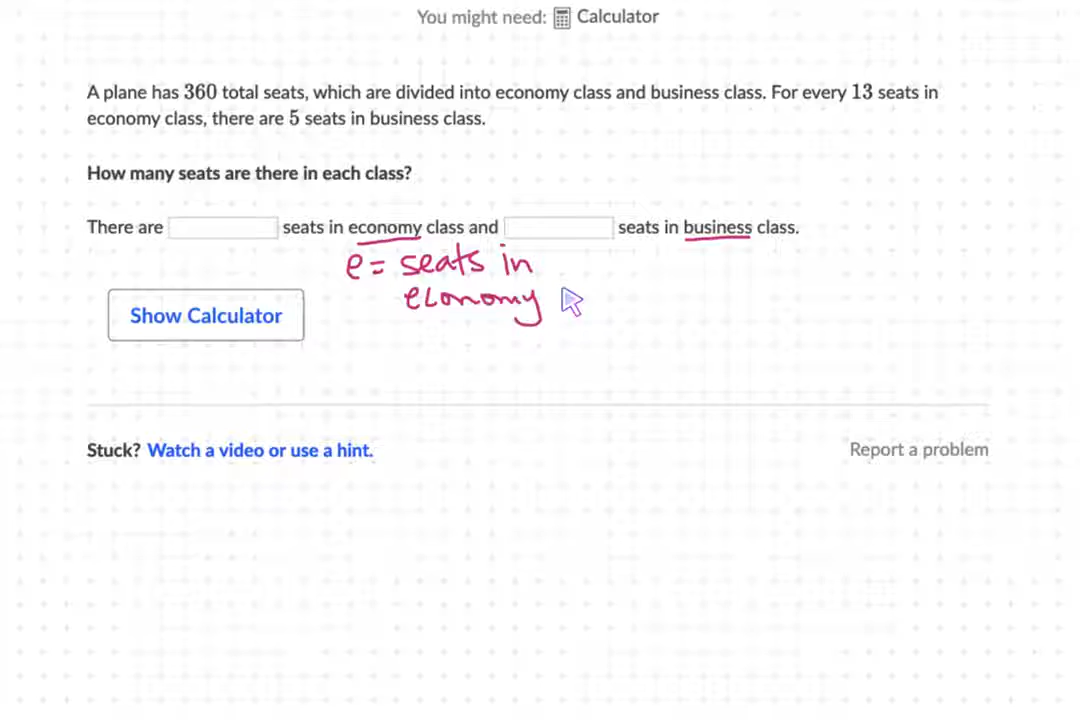 You might need: Calculator
A plane has 360 total seats, which are divided into economy class and business class. For every 13 seats in
economy class, there are 5 seats in business class.
How many seats are there in each class?
There are seats in economy class and seats in business class.
e = seats in
economy
Show Calculator
Stuck? Watch a video or use a hint.
Report a problem